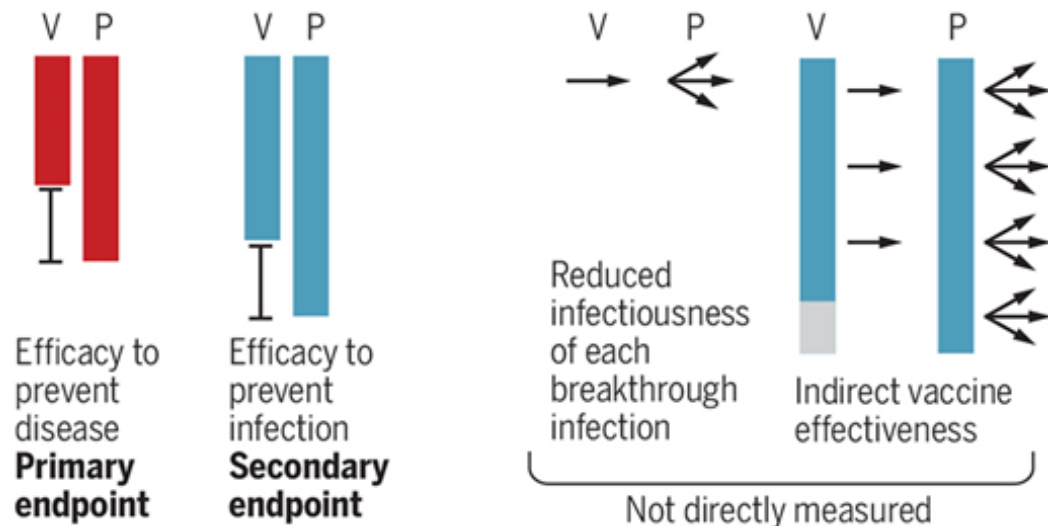 V P
V P
V P
V P
Efficacy to
prevent
disease
Primary
endpoint
Efficacy to
prevent
infection
Secondary
endpoint
Reduced
infectiousness
of each
breakthrough
infection
Indirect vaccine
effectiveness
Not directly measured